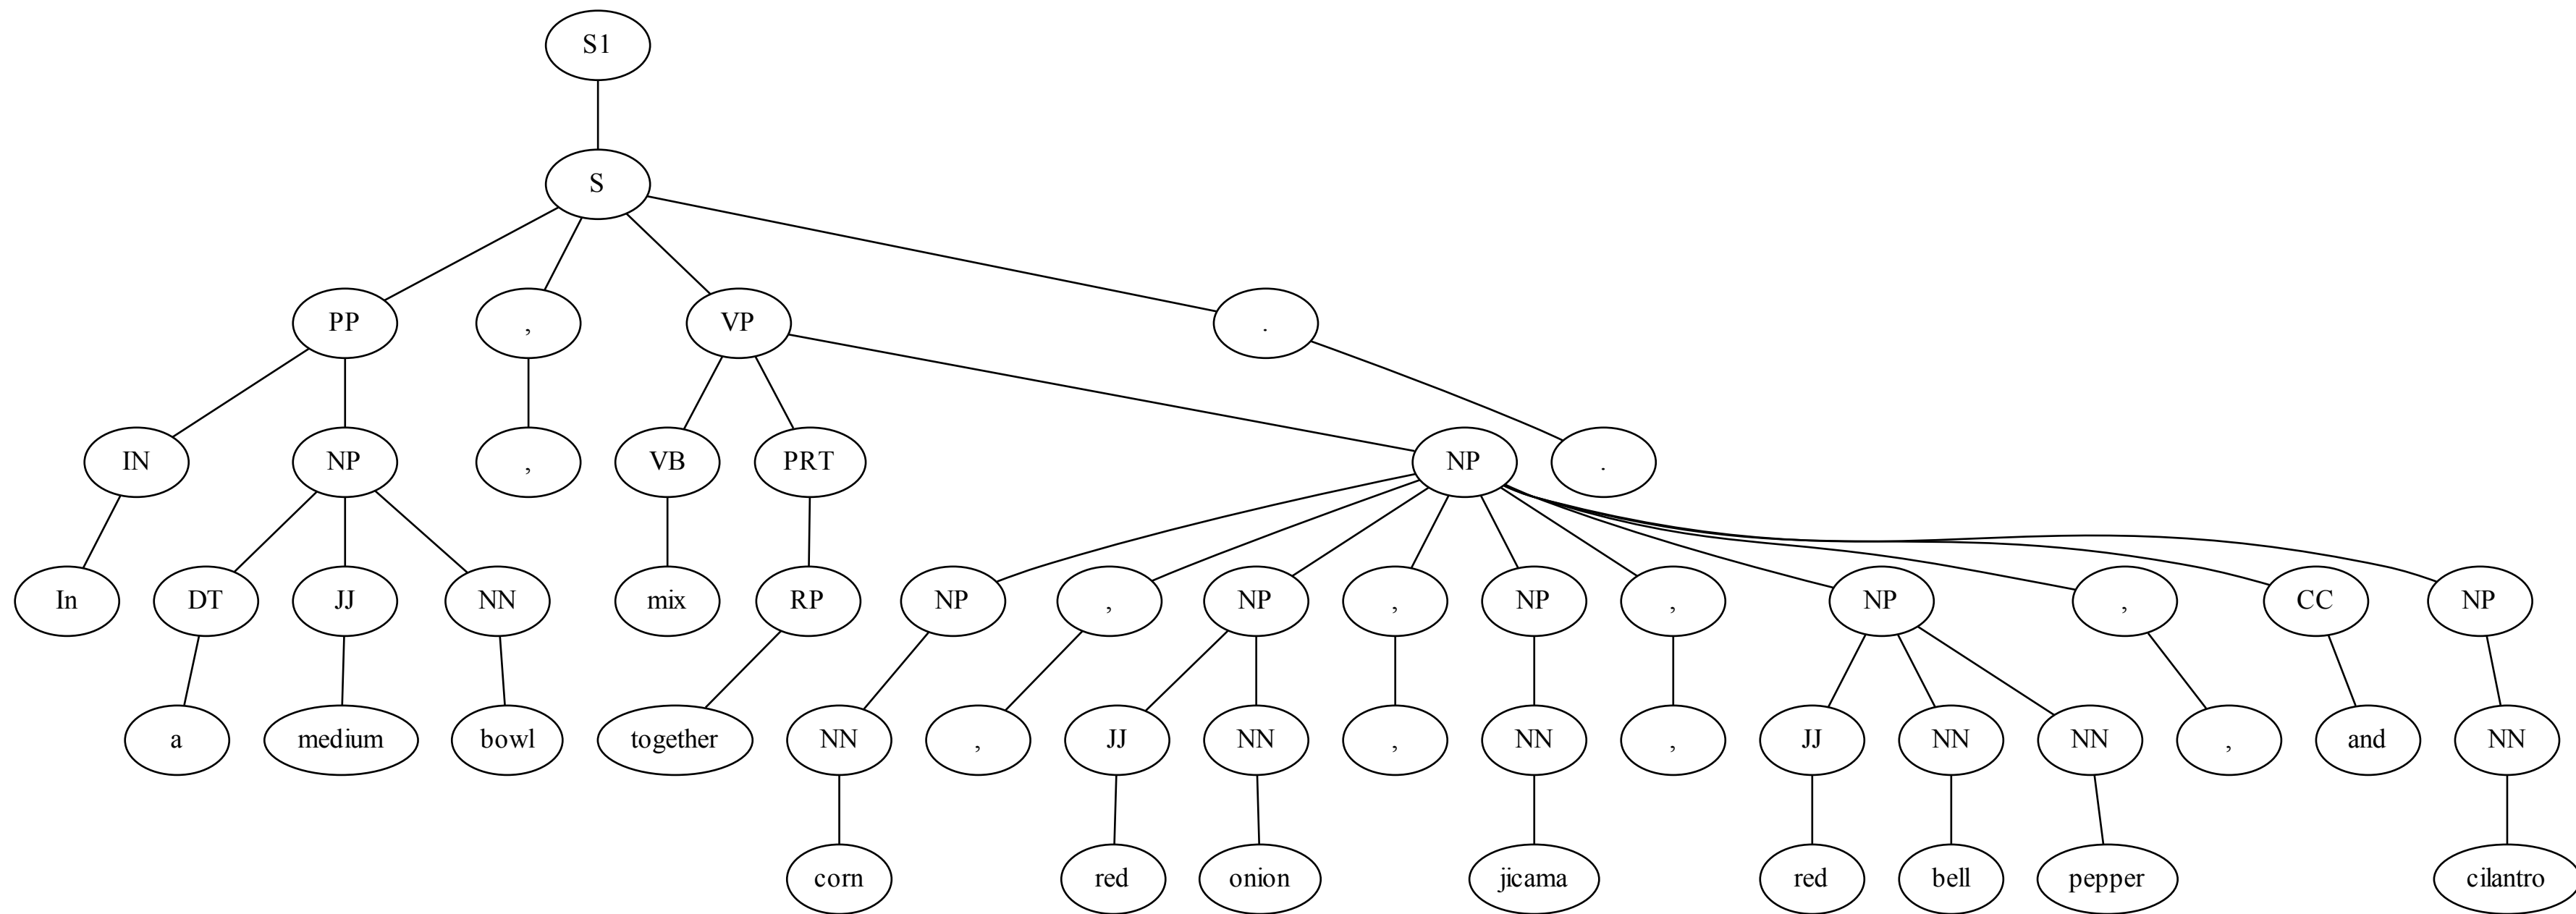 S1
S
PP , VP .
IN NP , VB PRT NP .
In DT JJ NN mix RP NP , NP , NP , NP , CC NP
a medium bowl together NN , JJ NN , NN , JJ NN NN , and NN
corn red onion jicama red bell pepper cilantro